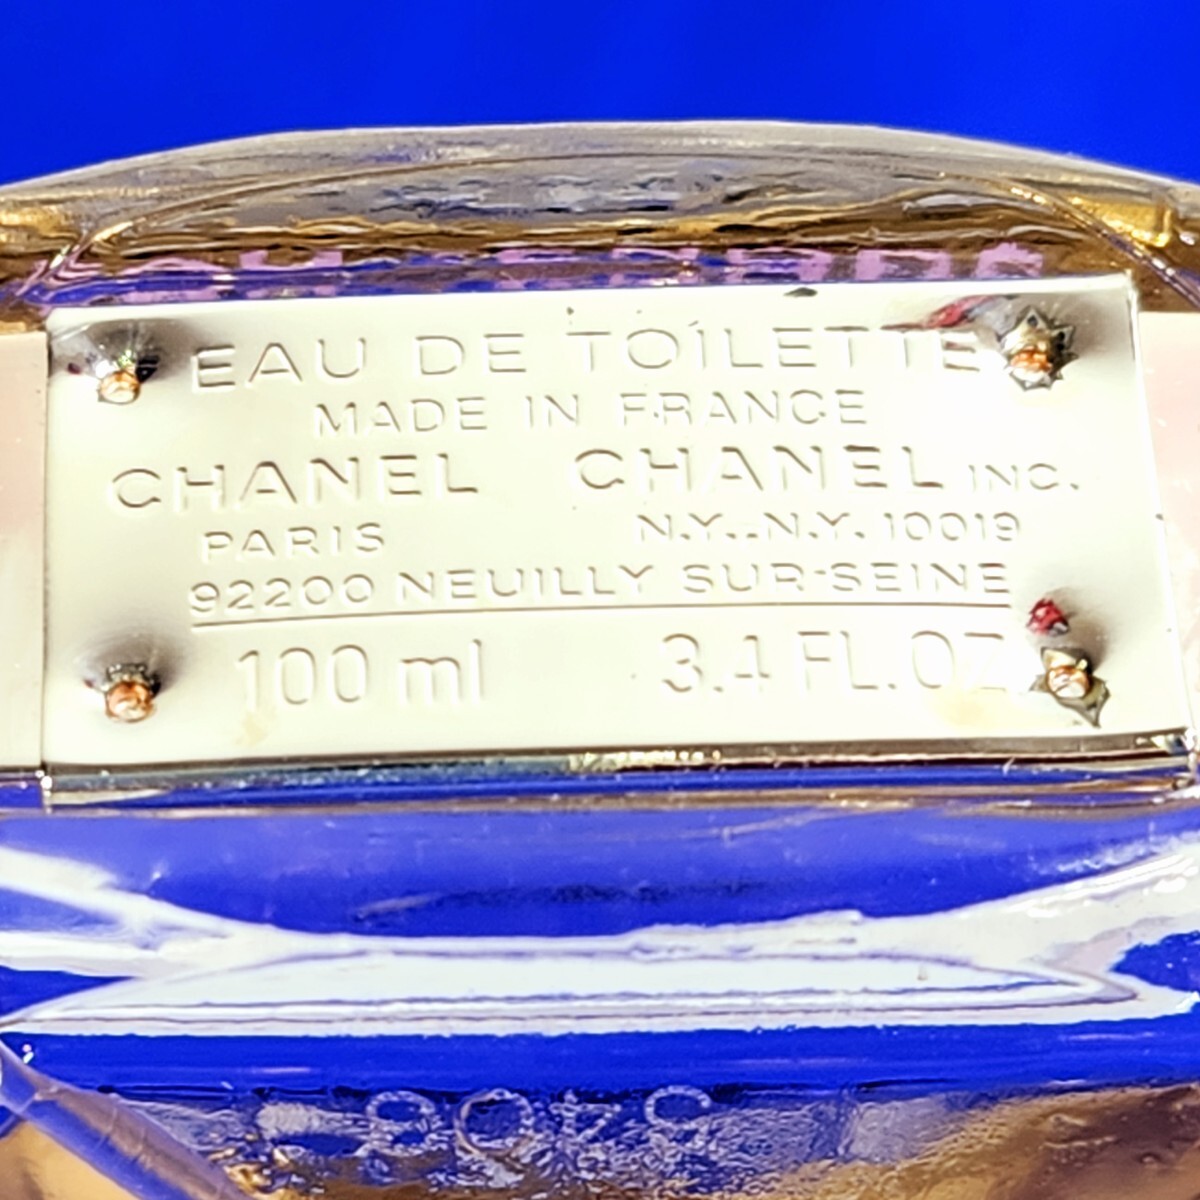 EAU DE TOILETTE
MADE IN FRANCE
CHANEL CHANEL INC.
PARIS N.Y.-N.Y. 10019
92200 NEUILLY SUR-SEINE
100 ml 3.4 FL.OZ.